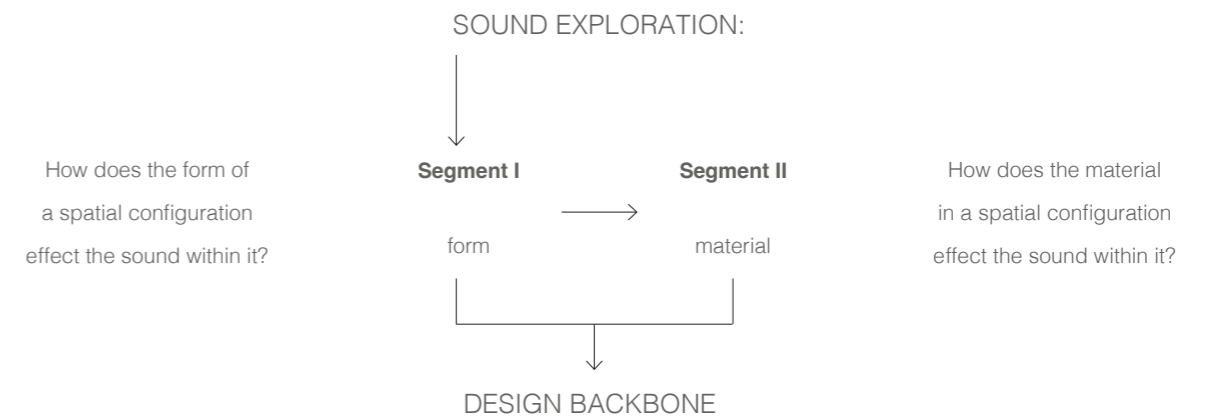 SOUND EXPLORATION:
How does the form of
a spatial configuration
effect the sound within it?
Segment I
form
Segment II
material
How does the material
in a spatial configuration
effect the sound within it?
DESIGN BACKBONE